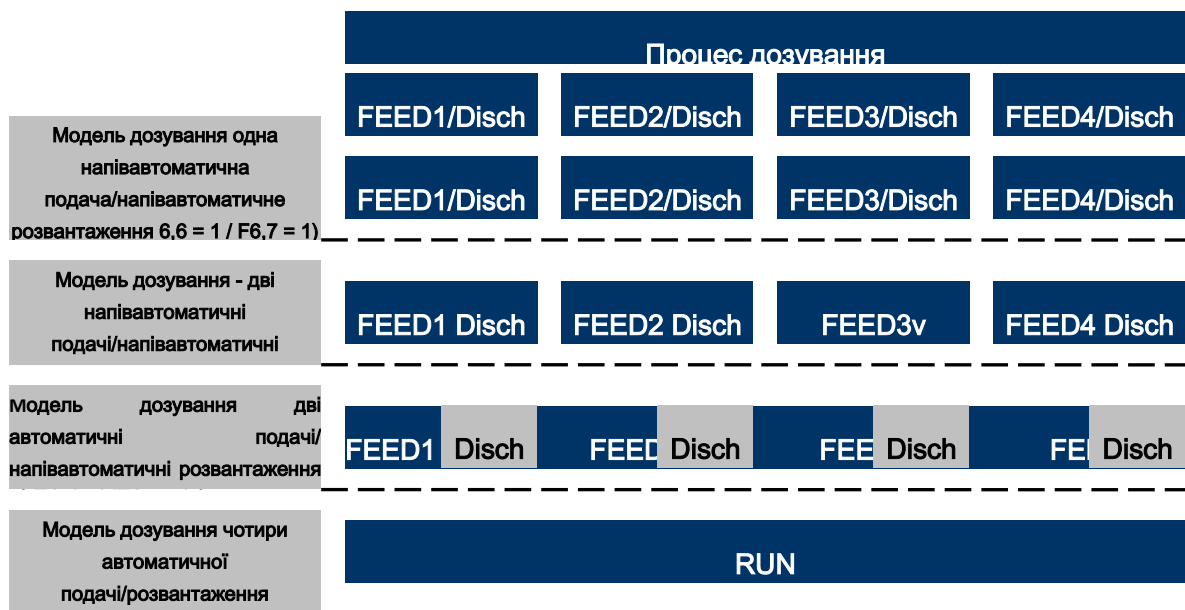 Процес дозування
FEED1/Disch FEED2/Disch FEED3/Disch FEED4/Disch
Модель дозування одна
напівавтоматична
подача/напівавтоматичне
розвантаження 6,6 = 1 / F6,7 = 1)
FEED1/Disch FEED2/Disch FEED3/Disch FEED4/Disch
Модель дозування - дві
напівавтоматичні
подачі/напівавтоматичні
FEED1 Disch FEED2 Disch FEED3v FEED4 Disch
Модель дозування дві
автоматичні подачі/
напівавтоматичні розвантаження
FEED1 Disch FEED Disch FEE Disch FE Disch
Модель дозування чотири
автоматичної
подачі/розвантаження
RUN